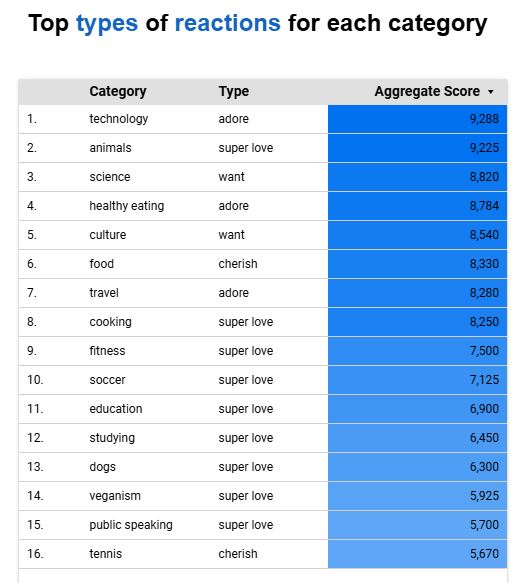 Top types of reactions for each category
Category Type Aggregate Score
1. technology adore 9,288
2. animals super love 9,225
3. science want 8,820
4. healthy eating adore 8,784
5. culture want 8,540
6. food cherish 8,330
7. travel adore 8,280
8. cooking super love 8,250
9. fitness super love 7,500
10. soccer super love 7,125
11. education super love 6,900
12. studying super love 6,450
13. dogs super love 6,300
14. veganism super love 5,925
15. public speaking super love 5,700
16. tennis cherish 5,670